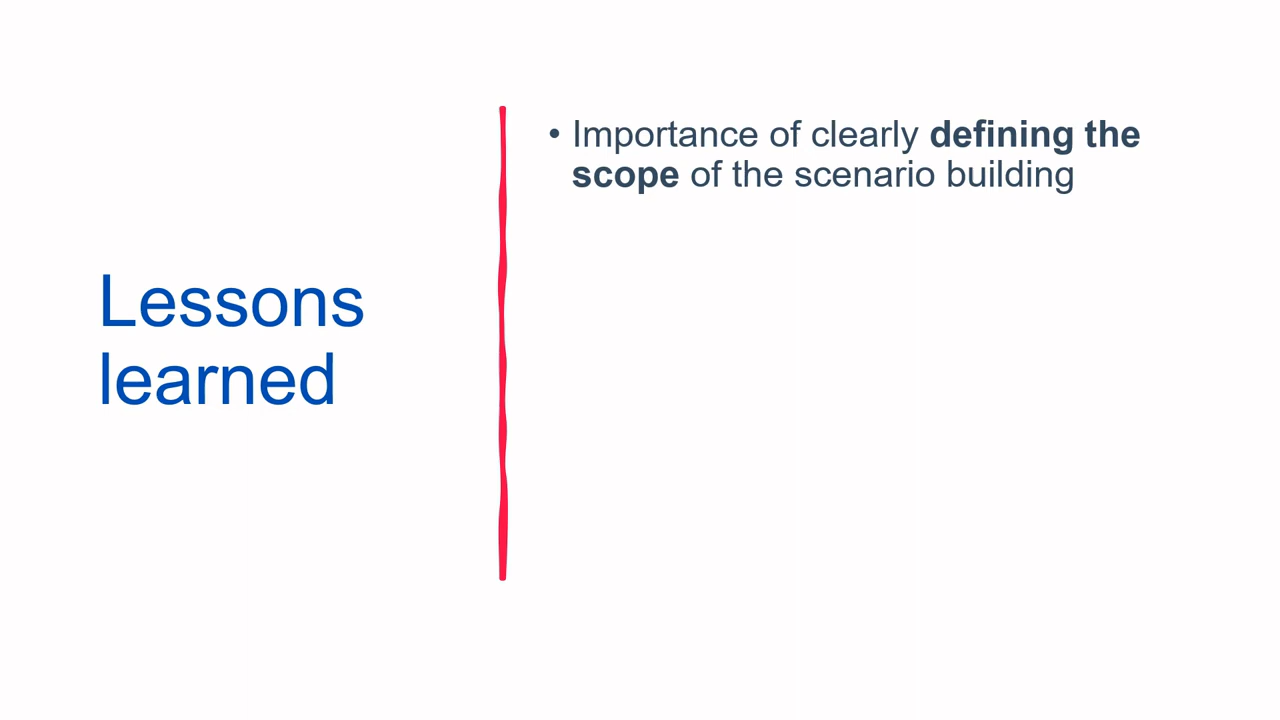 Lessons
learned
• Importance of clearly defining the
scope of the scenario building